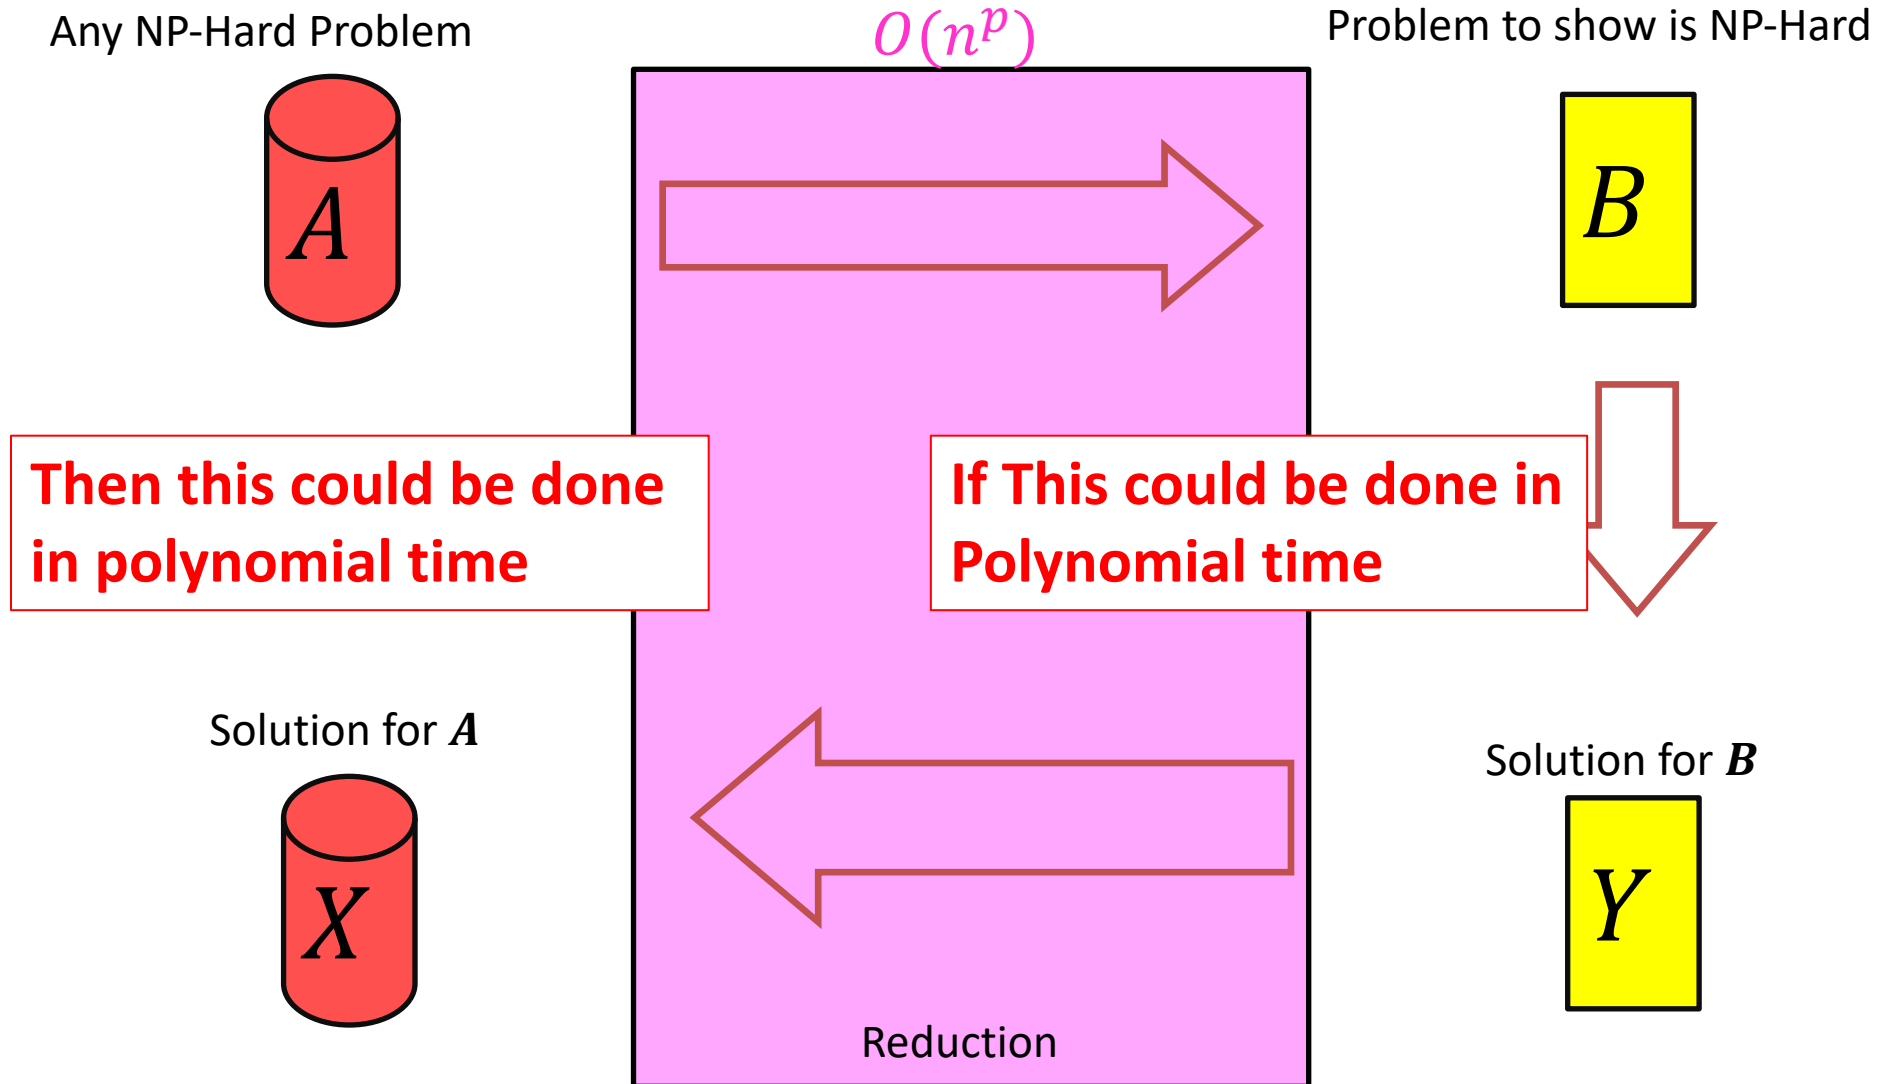 Any NP-Hard Problem
O(n^p)
Problem to show is NP-Hard
A
B
Then this could be done
in polynomial time
If This could be done in
Polynomial time
Solution for A
Solution for B
X
Y
Reduction